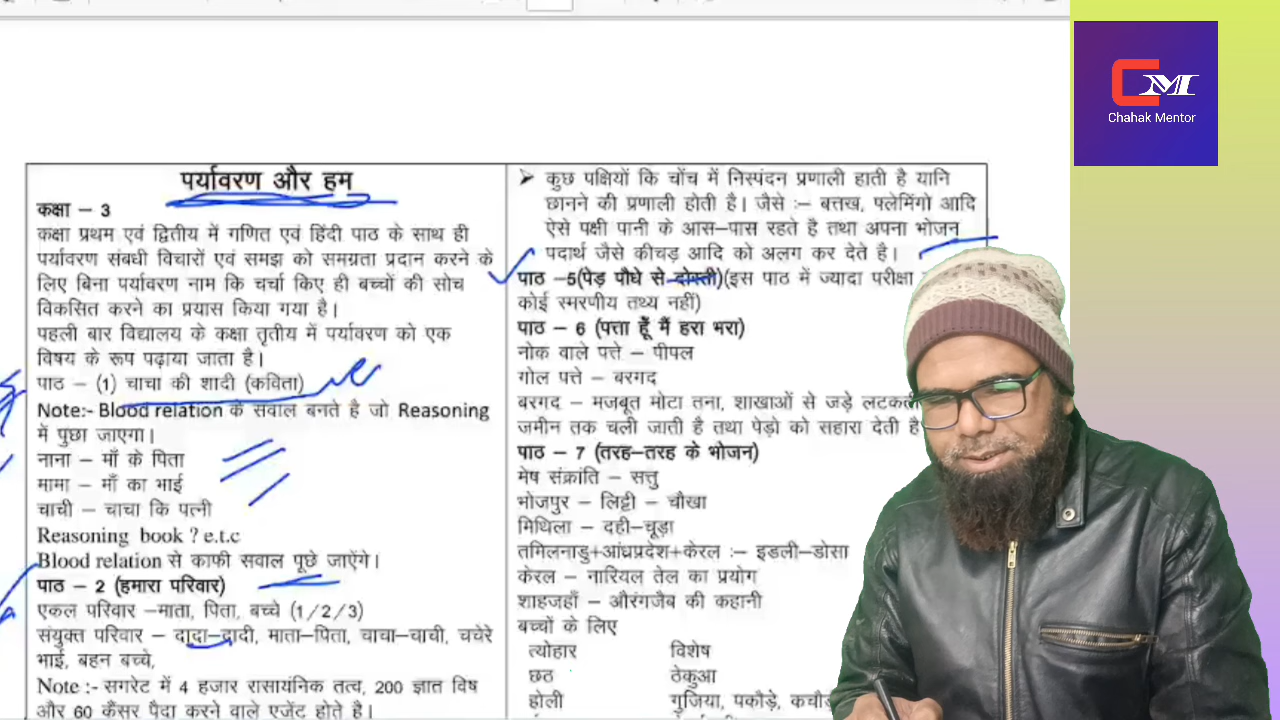 पर्यावरण और हम
कक्षा – 3
कक्षा प्रथम एवं द्वितीय में गणित एवं हिंदी पाठ के साथ ही
पर्यावरण संबधी विचारों एवं समझ को समग्रता प्रदान करने के
लिए बिना पर्यावरण नाम कि चर्चा किए ही बच्चों की सोच
विकसित करने का प्रयास किया गया है।
पहली बार विद्यालय के कक्षा तृतीय में पर्यावरण को एक
विषय के रूप पढ़ाया जाता है।
पाठ – (1) चाचा की शादी (कविता)
Note:- Blood relation के सवाल बनते है जो Reasoning
में पुछा जाएगा।
नाना – माँ के पिता
मामा – माँ का भाई
चाची – चाचा कि पत्नी
Reasoning book ? e.t.c
Blood relation से काफी सवाल पूछे जाऐंगे।
पाठ – 2 (हमारा परिवार)
एकल परिवार –माता, पिता, बच्चे (1/2/3)
संयुक्त परिवार – दादा–दादी, माता–पिता, चाचा–चाची, चचेरे
भाई, बहन बच्चे,
Note :- सगरेट में 4 हजार रासायंनिक तत्व, 200 ज्ञात विष
और 60 कैंसर पैदा करने वाले एजेंट होते है।
➤ कुछ पक्षियों कि चोंच में निस्पंदन प्रणाली हाती है यानि
छानने की प्रणाली होती है। जैसे :– बत्तख, फ्लेमिंगो आदि
ऐसे पक्षी पानी के आस–पास रहते है तथा अपना भोजन
पदार्थ जैसे कीचड़ आदि को अलग कर देते है।
पाठ –5(पेड़ पौधे से दोस्ती)(इस पाठ में ज्यादा परीक्षा
कोई स्मरणीय तथ्य नहीं)
पाठ – 6 (पत्ता हूँ मैं हरा भरा)
नोक वाले पत्ते – पीपल
गोल पत्ते – बरगद
बरगद – मजबूत मोटा तना, शाखाओं से जड़े
जमीन तक चली जाती है तथा पेड़ो को सहारा देती है
पाठ – 7 (तरह–तरह के भोजन)
मेष संक्रांति – सत्तु
भोजपुर – लिट्टी – चौखा
मिथिला – दही–चूड़ा
तमिलनाडु+आंध्रप्रदेश+केरल :– इडली–डोसा
केरल – नारियल तेल का प्रयोग
शाहजहाँ – औरंगजैब की कहानी
बच्चों के लिए
त्योहार विशेष
छठ ठेकुआ
होली गुजिया, पकौड़े,
CM
Chahak Mentor